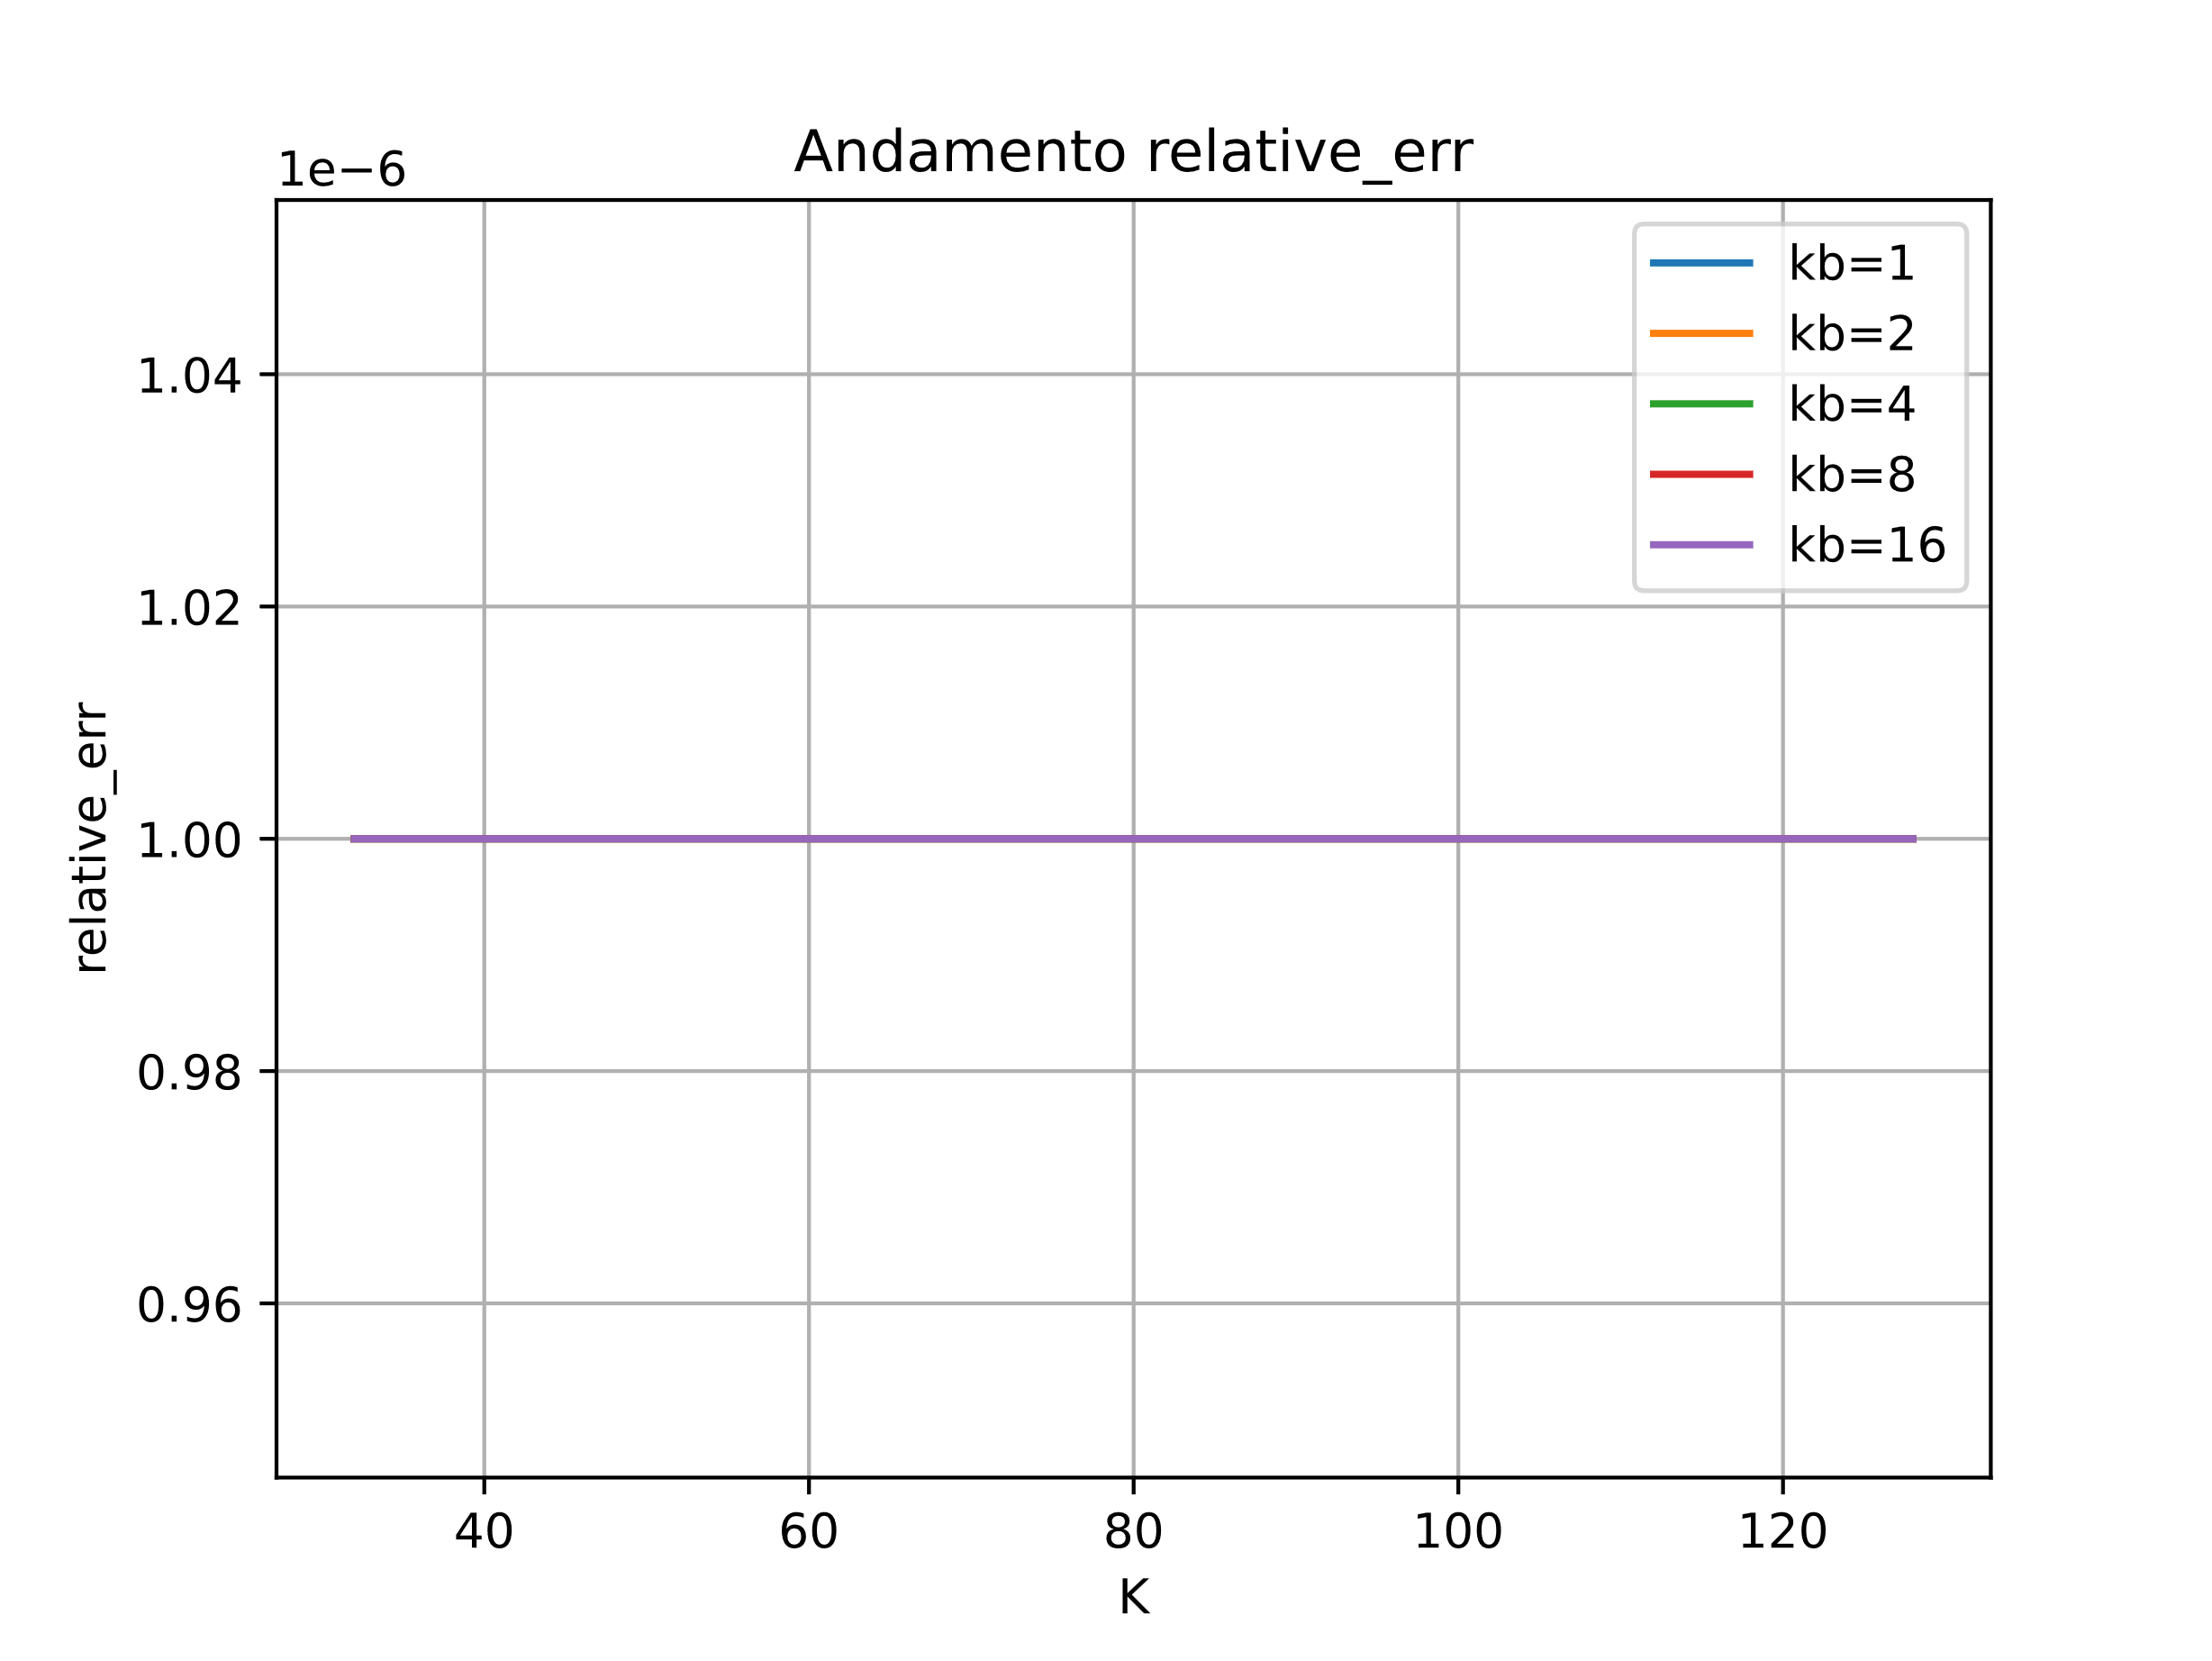 Andamento relative_err
1e−6
kb=1
kb=2
kb=4
kb=8
kb=16
1.04
1.02
1.00
0.98
0.96
relative_err
40 60 80 100 120
K